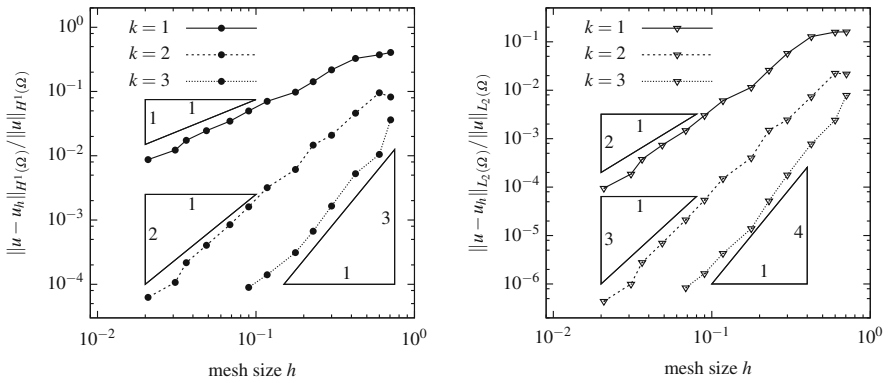 10^0
10^-1
10^-2
10^-3
10^-4
‖u − u_h‖_{H^1(Ω)}/‖u‖_{H^1(Ω)}
k = 1
k = 2
k = 3
1
1
1
2
3
1
10^-2
10^-1
10^0
mesh size h
10^-1
10^-2
10^-3
10^-4
10^-5
10^-6
‖u − u_h‖_{L_2(Ω)}/‖u‖_{L_2(Ω)}
k = 1
k = 2
k = 3
1
2
1
3
4
1
10^-2
10^-1
10^0
mesh size h